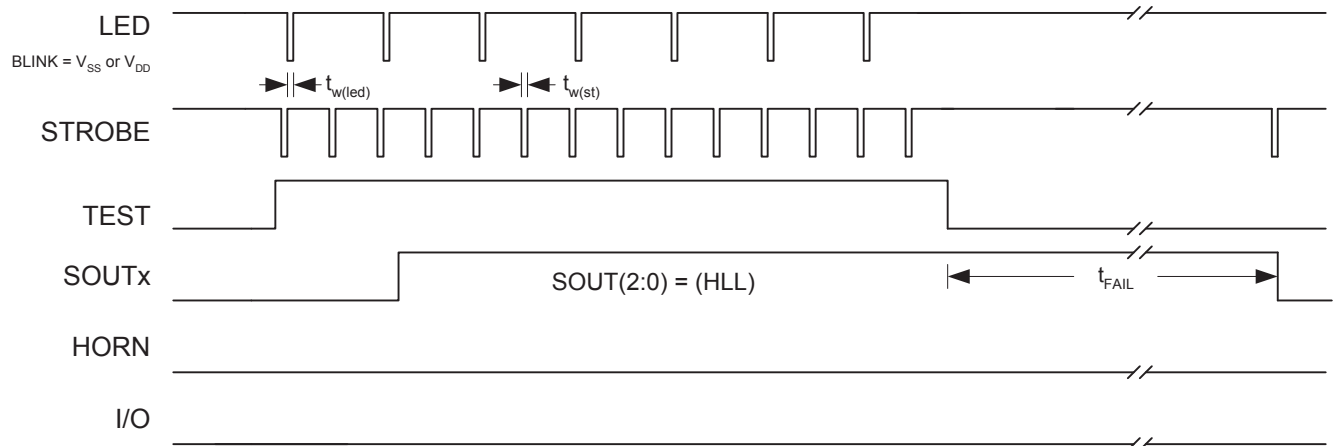 LED
BLINK = VSS or VDD
tw(led)
tw(st)
STROBE
TEST
SOUTx
SOUT(2:0) = (HLL)
tFAIL
HORN
I/O